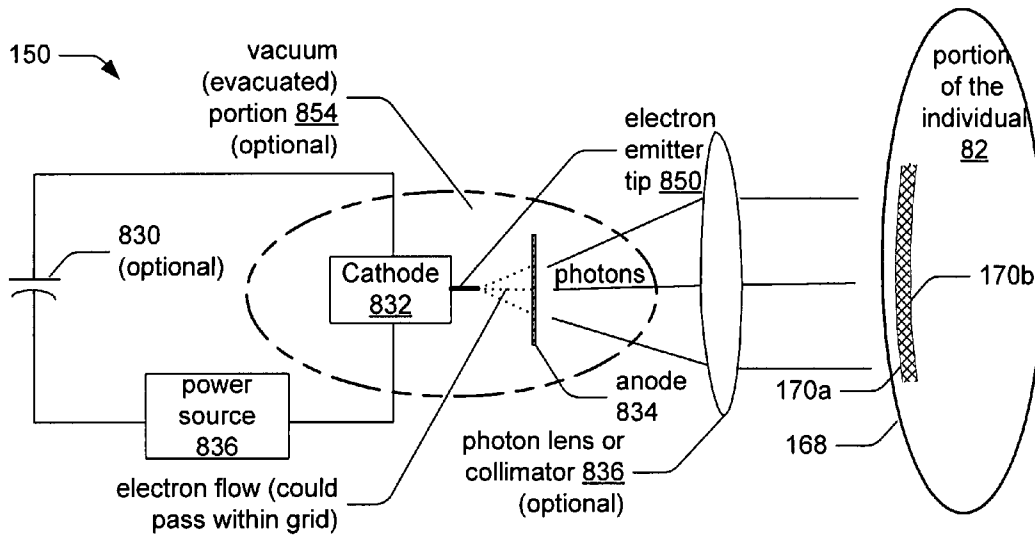 150
vacuum
(evacuated)
portion 854
(optional)
electron
emitter
tip 850
portion
of the
individual
82
830
(optional)
Cathode
832
photons
170b
power
source
836
anode
834
170a
168
photon lens or
collimator 836
(optional)
electron flow (could
pass within grid)